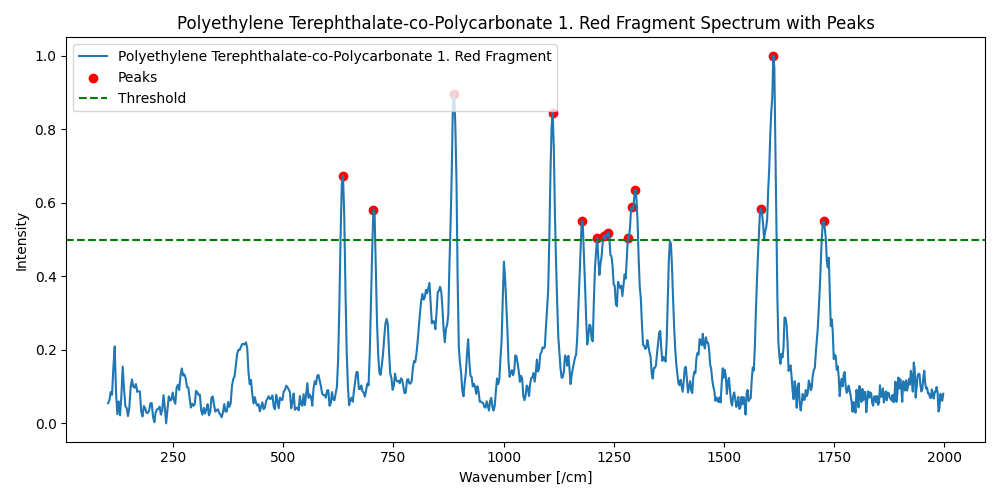 Polyethylene Terephthalate-co-Polycarbonate 1. Red Fragment Spectrum with Peaks
Polyethylene Terephthalate-co-Polycarbonate 1. Red Fragment
Peaks
Threshold
1.0
0.8
0.6
0.4
0.2
0.0
Intensity
250 500 750 1000 1250 1500 1750 2000
Wavenumber [/cm]